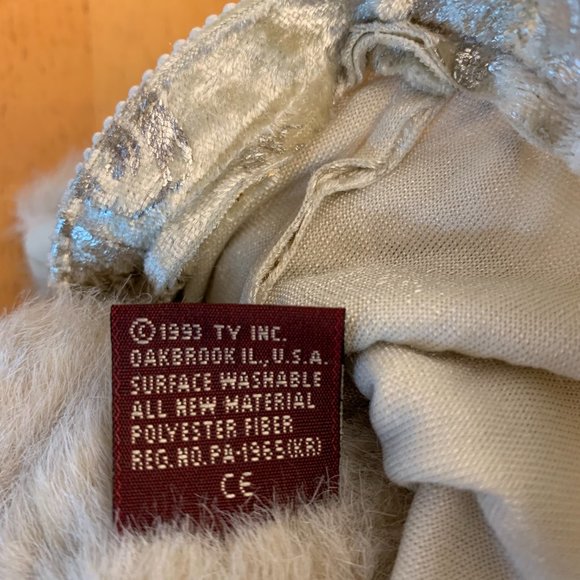 © 1993 TY INC.
OAKBROOK IL., U.S.A.
SURFACE WASHABLE
ALL NEW MATERIAL
POLYESTER FIBER
REG. NO. PA-1965(KR)
CE